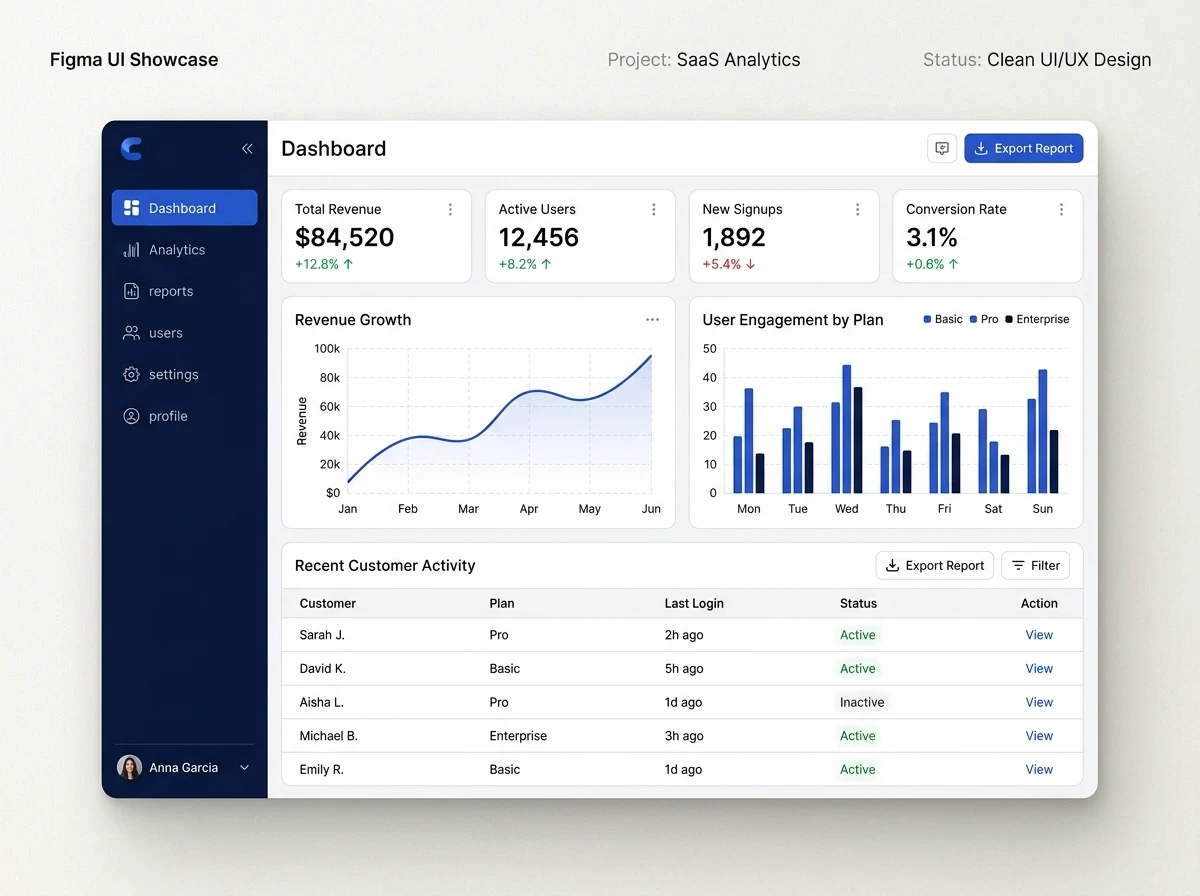 Figma UI Showcase
Project: SaaS Analytics
Status: Clean UI/UX Design
Dashboard
Analytics
reports
users
settings
profile
Anna Garcia
Dashboard
Export Report
Total Revenue
$84,520
+12.8% ↑
Active Users
12,456
+8.2% ↑
New Signups
1,892
+5.4% ↓
Conversion Rate
3.1%
+0.6% ↑
Revenue Growth
Revenue
100k
80k
60k
40k
20k
$0
Jan Feb Mar Apr May Jun
User Engagement by Plan
Basic Pro Enterprise
50
40
30
20
10
0
Mon Tue Wed Thu Fri Sat Sun
Recent Customer Activity
Export Report
Filter
Customer Plan Last Login Status Action
Sarah J. Pro 2h ago Active View
David K. Basic 5h ago Active View
Aisha L. Pro 1d ago Inactive View
Michael B. Enterprise 3h ago Active View
Emily R. Basic 1d ago Active View